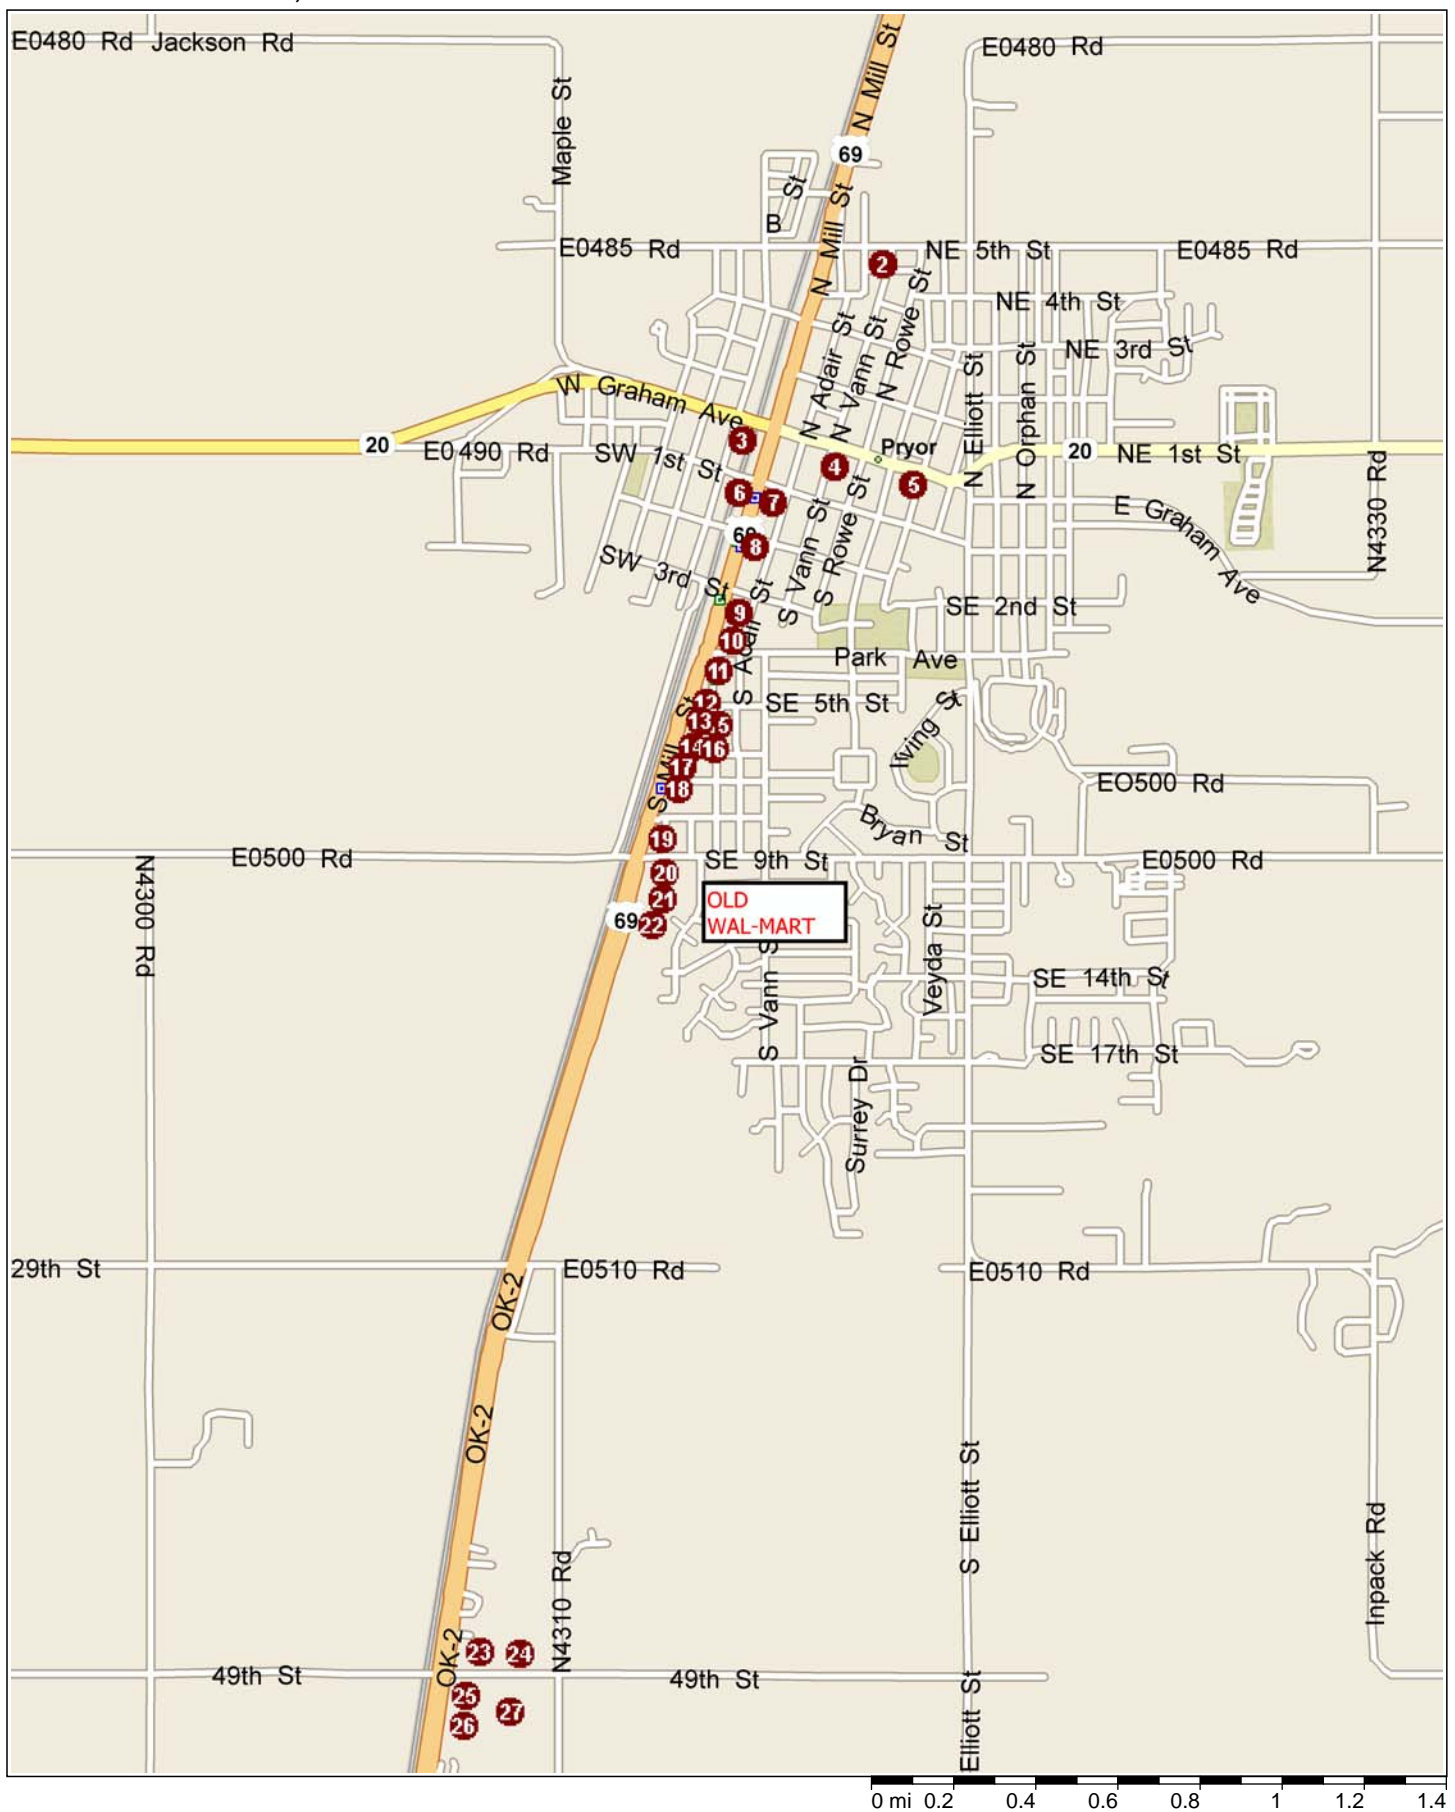 E0480 Rd Jackson Rd
E0480 Rd
N Mill St
Maple St
69
St
B
N Mill St
E0485 Rd
NE 5th St
E0485 Rd
2
NE 4th St
N Adair St
N Vann St
N Rowe St
NE 3rd St
N Elliott St
N Orphan St
W Graham Ave
20
E0490 Rd
SW 1st St
3
Pryor
4
5
20
NE 1st St
N4330 Rd
6
7
E Graham Ave
69
8
S Vann St
S Rowe St
SW 3rd St
9
SE 2nd St
10
S Adair St
Park Ave
11
12
SE 5th St
13
15
Irving St
14
16
17
S Mill St
18
EO500 Rd
Bryan St
19
E0500 Rd
SE 9th St
E0500 Rd
N4300 Rd
20
21
OLD
WAL-MART
69
22
Veyda St
S Vann St
SE 14th St
SE 17th St
Surrey Dr
29th St
E0510 Rd
E0510 Rd
OK-2
OK-2
S Elliott St
Inpack Rd
N4310 Rd
OK-2
23
24
49th St
49th St
25
27
26
Elliott St
0 mi 0.2 0.4 0.6 0.8 1 1.2 1.4